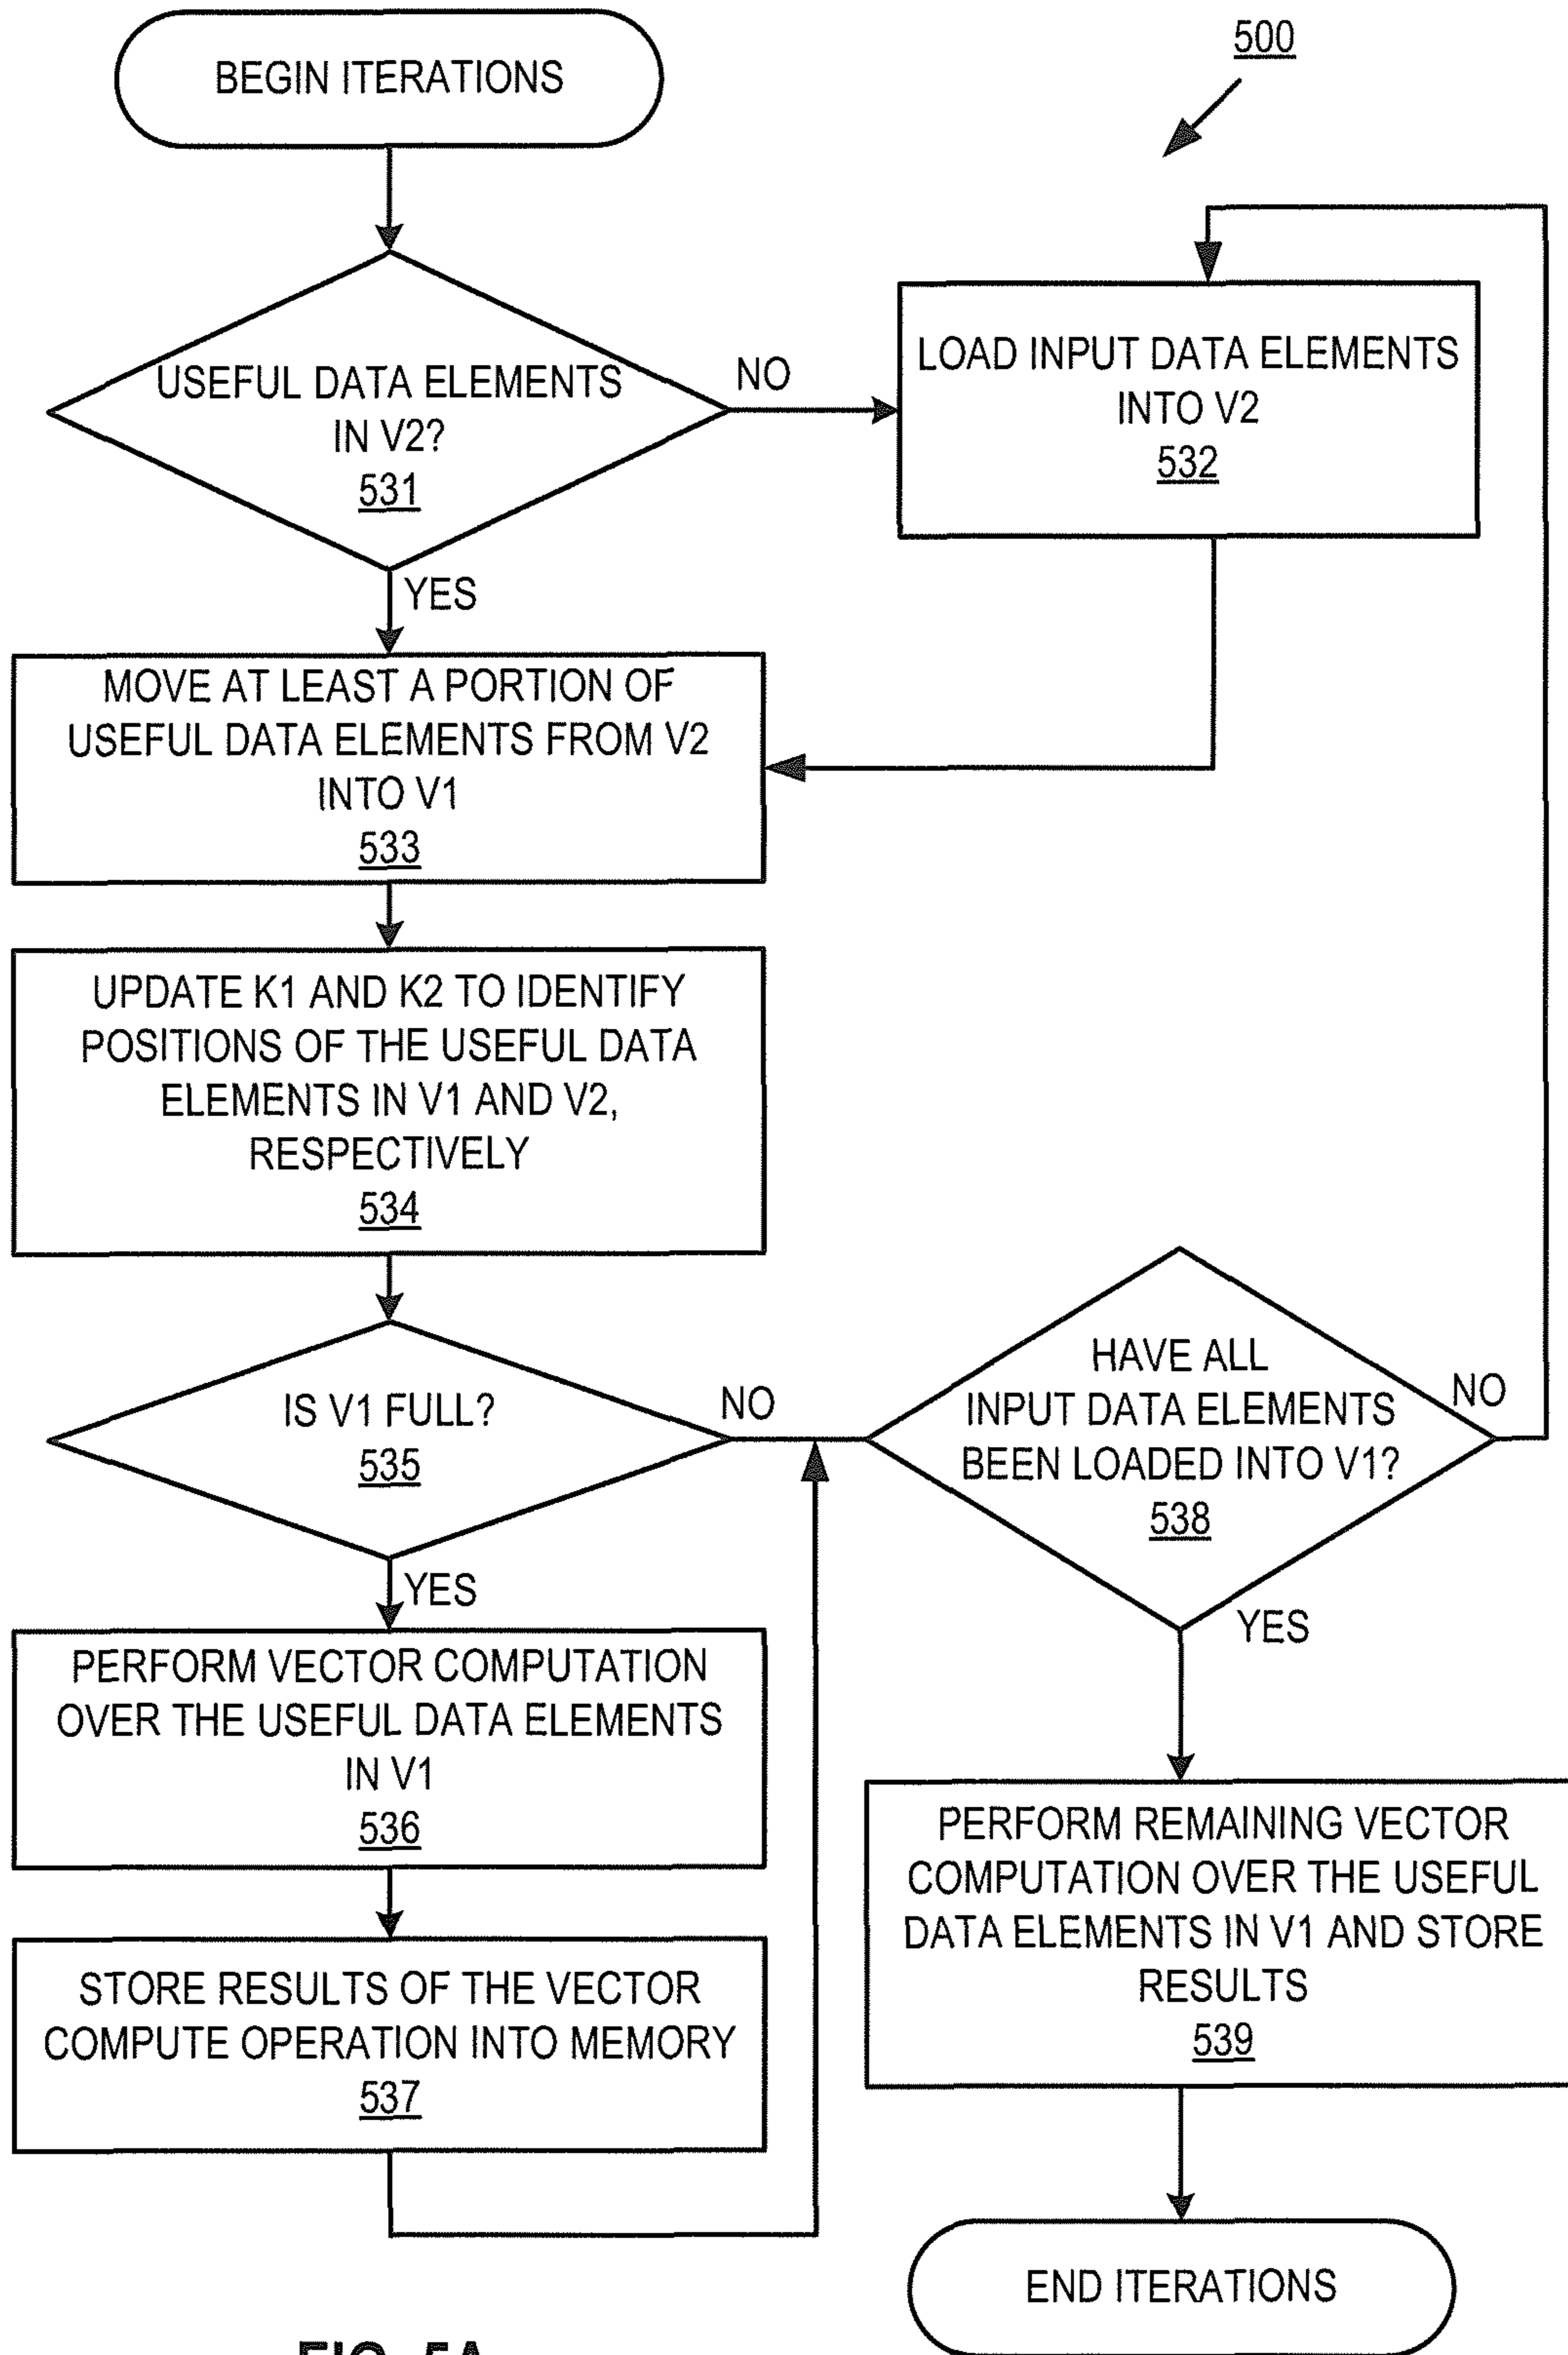 BEGIN ITERATIONS
500
USEFUL DATA ELEMENTS
IN V2?
531
NO
LOAD INPUT DATA ELEMENTS
INTO V2
532
YES
MOVE AT LEAST A PORTION OF
USEFUL DATA ELEMENTS FROM V2
INTO V1
533
UPDATE K1 AND K2 TO IDENTIFY
POSITIONS OF THE USEFUL DATA
ELEMENTS IN V1 AND V2,
RESPECTIVELY
534
IS V1 FULL?
535
NO
HAVE ALL
INPUT DATA ELEMENTS
BEEN LOADED INTO V1?
538
NO
YES
YES
PERFORM VECTOR COMPUTATION
OVER THE USEFUL DATA ELEMENTS
IN V1
536
STORE RESULTS OF THE VECTOR
COMPUTE OPERATION INTO MEMORY
537
PERFORM REMAINING VECTOR
COMPUTATION OVER THE USEFUL
DATA ELEMENTS IN V1 AND STORE
RESULTS
539
END ITERATIONS
FIG. 5A